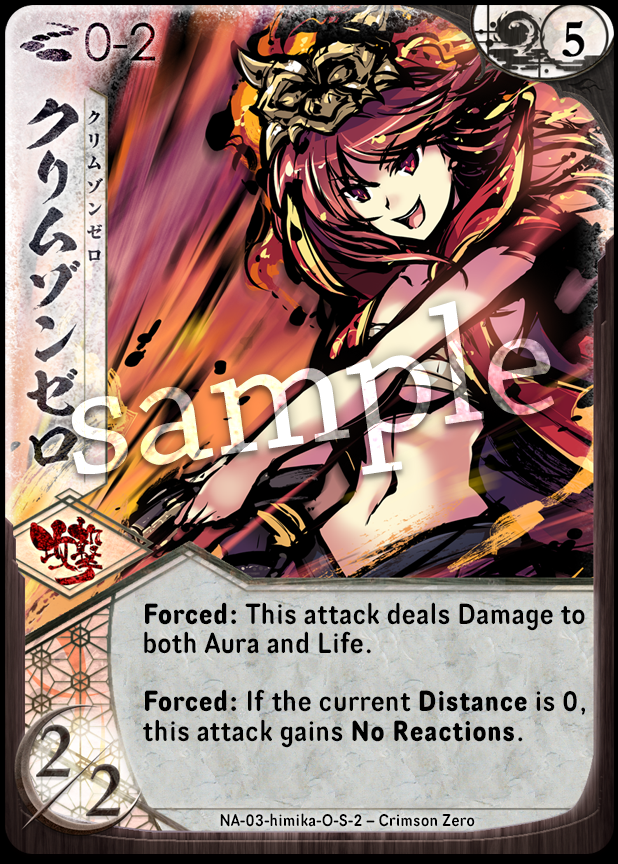 0-2
5
クリムゾンゼロ
クリムゾンゼロ
sample
攻撃
Forced: This attack deals Damage to
both Aura and Life.
Forced: If the current Distance is 0,
this attack gains No Reactions.
2/2
NA-03-himika-O-S-2 – Crimson Zero